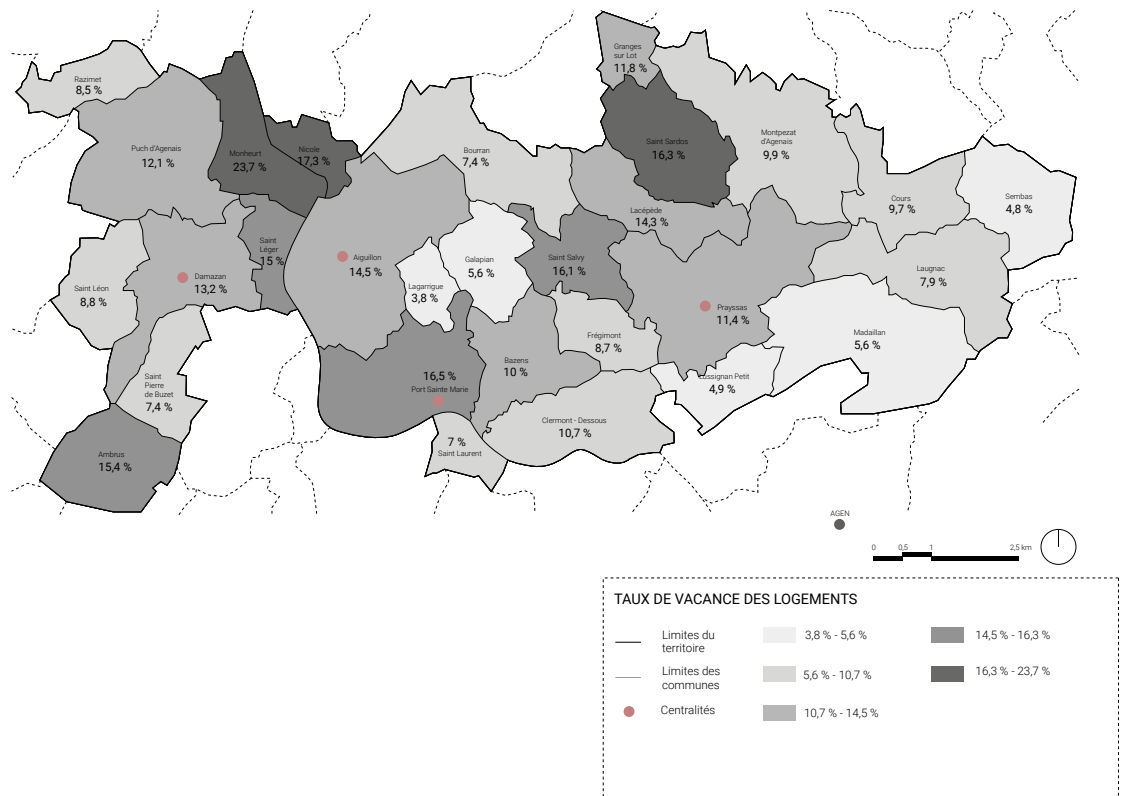 Granges
sur Lot
11,8 %
Razimet
8,5 %
Puch d'Agenais
12,1 %
Monheurt
23,7 %
Nicole
17,3 %
Bourran
7,4 %
Saint Sardos
16,3 %
Montpezat
d'Agenais
9,9 %
Cours
9,7 %
Sembas
4,8 %
Lacépède
14,3 %
Saint
Léger
15 %
Aiguillon
14,5 %
Galapian
5,6 %
Saint Salvy
16,1 %
Laugnac
7,9 %
Saint Léon
8,8 %
Damazan
13,2 %
Lagarrigue
3,8 %
Prayssas
11,4 %
Madaillan
5,6 %
Frégimont
8,7 %
Bazens
10 %
16,5 %
Port Sainte Marie
Lussignan Petit
4,9 %
Saint
Pierre
de Buzet
7,4 %
Clermont - Dessous
10,7 %
7 %
Saint Laurent
Ambrus
15,4 %
AGEN
0 0,5 1 2,5 km
TAUX DE VACANCE DES LOGEMENTS
Limites du
territoire
Limites des
communes
Centralités
3,8 % - 5,6 %
5,6 % - 10,7 %
10,7 % - 14,5 %
14,5 % - 16,3 %
16,3 % - 23,7 %